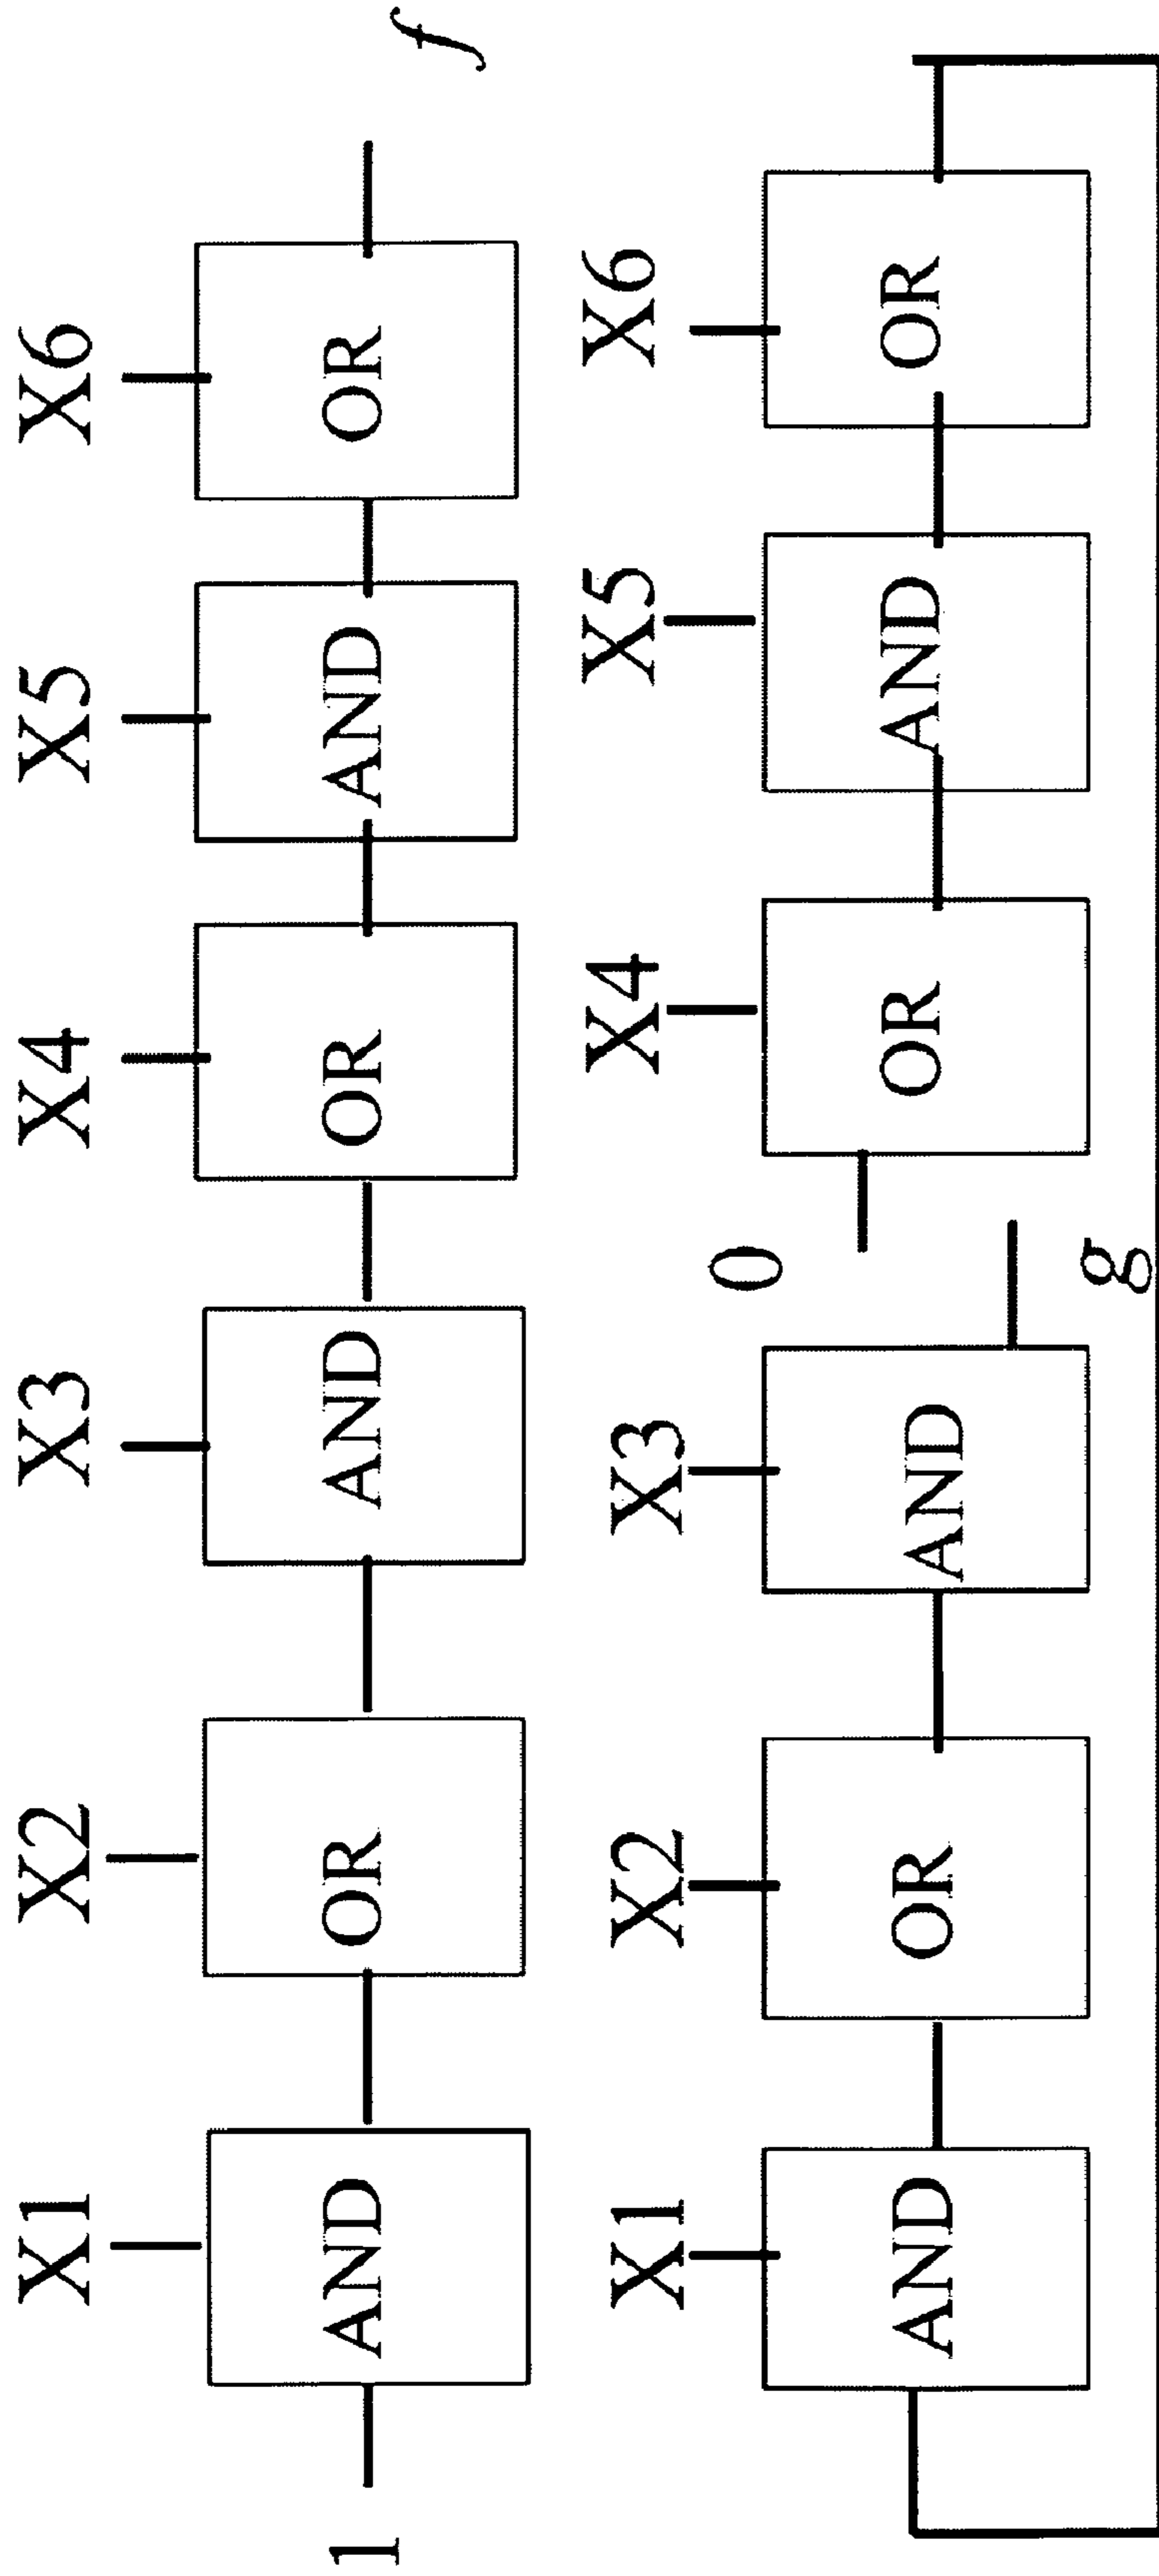 X1 X2 X3 X4 X5 X6
1 AND OR AND OR AND OR f
X1 X2 X3 0 X4 X5 X6
AND OR AND g OR AND OR